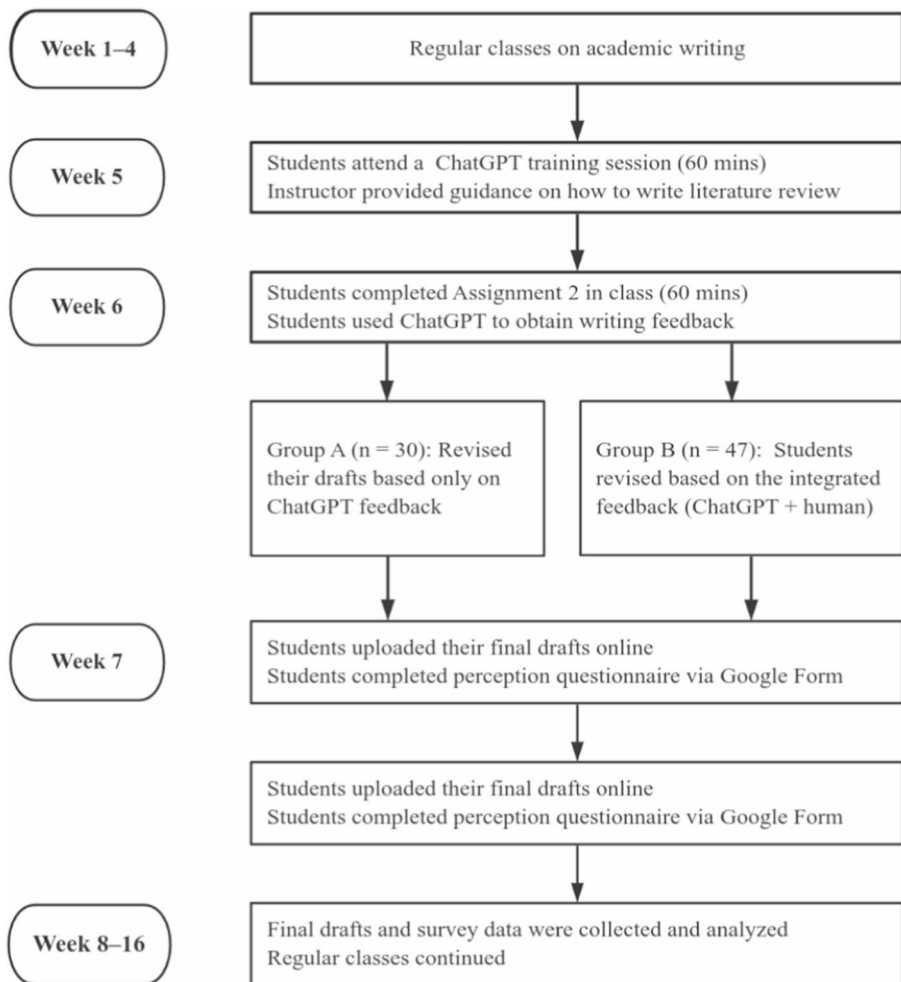 Week 1–4
Regular classes on academic writing
Week 5
Students attend a ChatGPT training session (60 mins)
Instructor provided guidance on how to write literature review
Week 6
Students completed Assignment 2 in class (60 mins)
Students used ChatGPT to obtain writing feedback
Group A (n = 30): Revised
their drafts based only on
ChatGPT feedback
Group B (n = 47): Students
revised based on the integrated
feedback (ChatGPT + human)
Week 7
Students uploaded their final drafts online
Students completed perception questionnaire via Google Form
Students uploaded their final drafts online
Students completed perception questionnaire via Google Form
Week 8–16
Final drafts and survey data were collected and analyzed
Regular classes continued